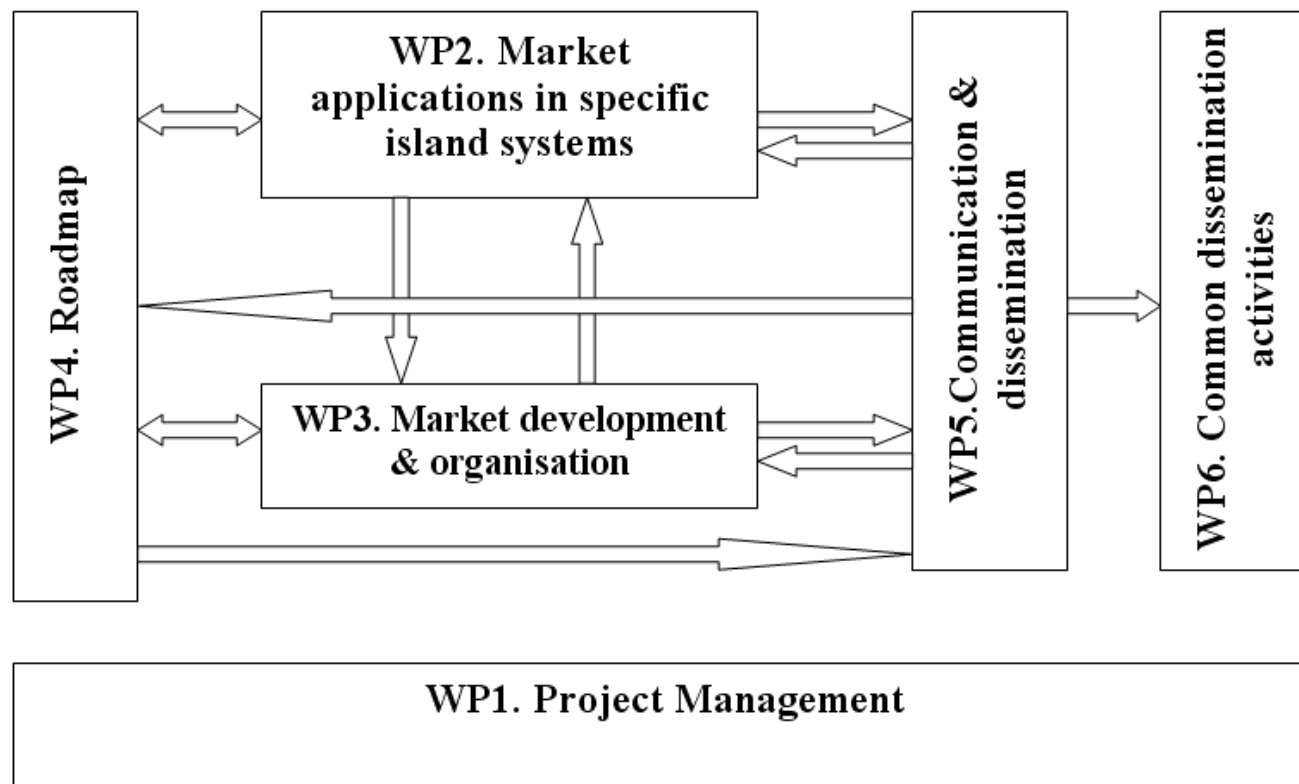 WP4. Roadmap
WP2. Market
applications in specific
island systems
WP3. Market development
& organisation
WP5.Communication &
dissemination
WP6. Common dissemination
activities
WP1. Project Management